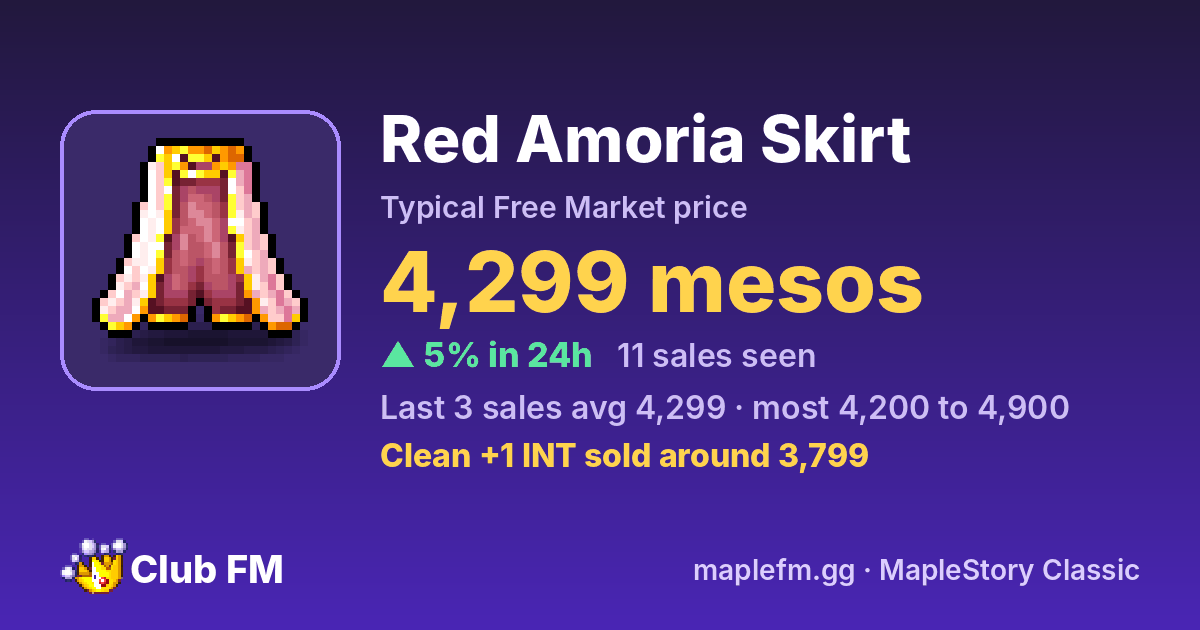 Red Amoria Skirt
Typical Free Market price
4,299 mesos
▲ 5% in 24h 11 sales seen
Last 3 sales avg 4,299 · most 4,200 to 4,900
Clean +1 INT sold around 3,799
Club FM
maplefm.gg · MapleStory Classic